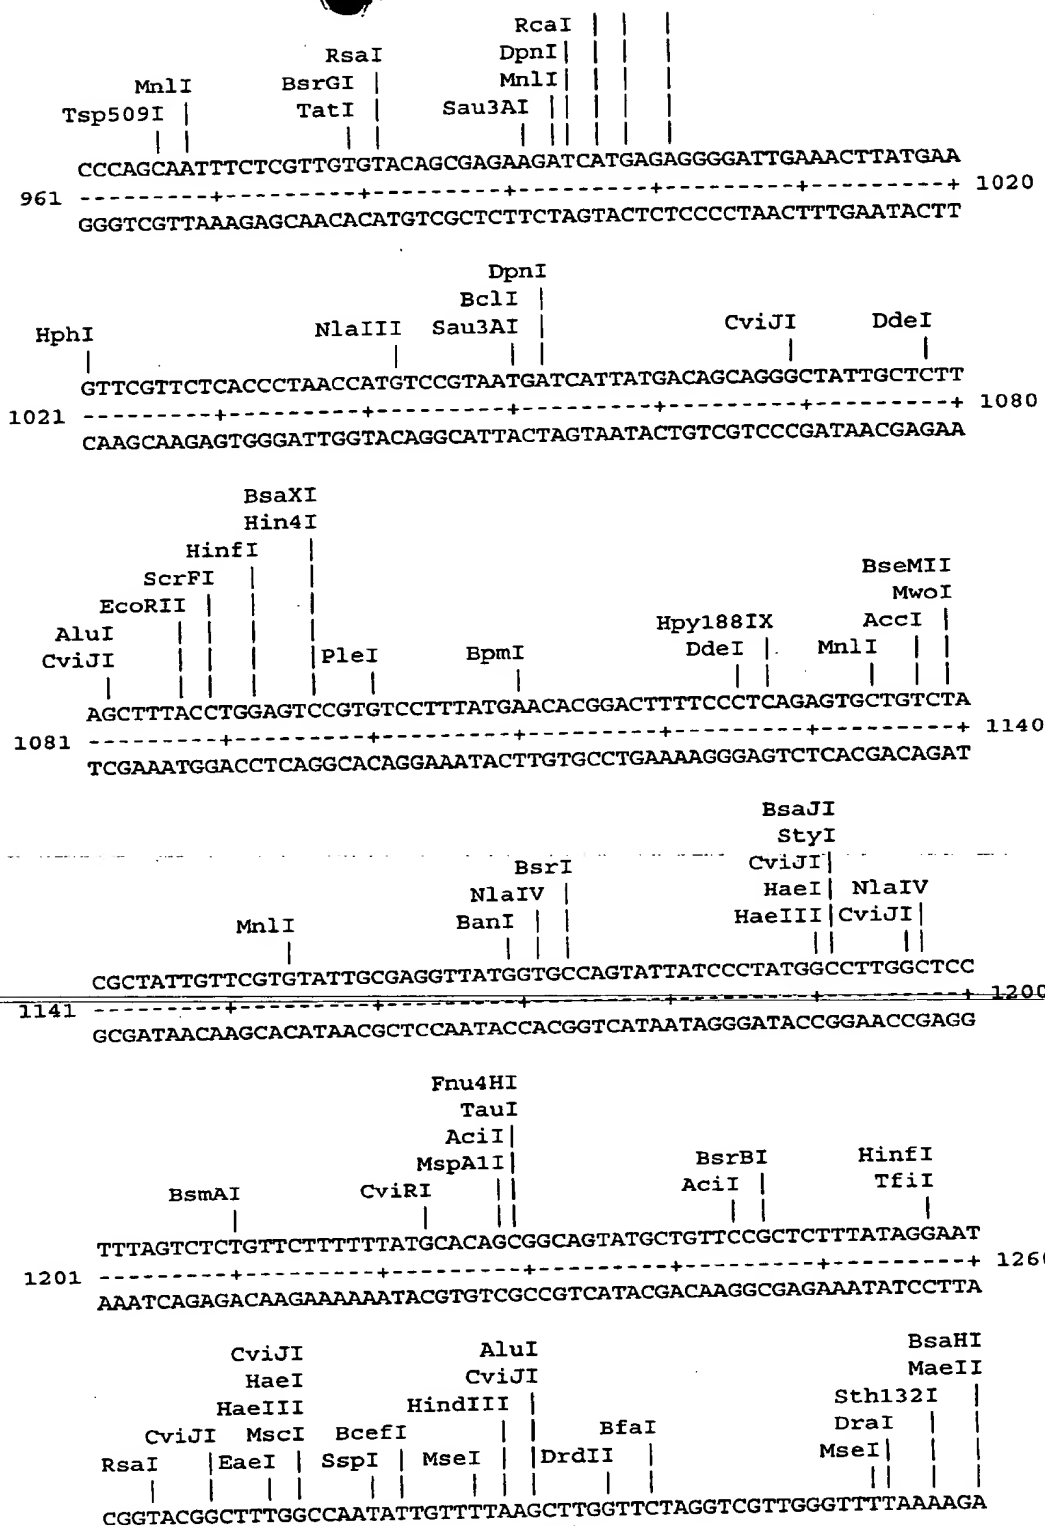 RcaI | | |
RsaI DpnI| | | |
MnlI BsrGI | MnlI| | | |
Tsp509I | TatI | Sau3AI || | | |
| | | | | || | | |
CCCAGCAATTTCTCGTTGTGTACAGCGAGAAGATCATGAGAGGGGATTGAAACTTATGAA
961 ---------+---------+---------+---------+---------+---------+ 1020
GGGTCGTTAAAGAGCAACACATGTCGCTCTTCTAGTACTCTCCCCTAACTTTGAATACTT
DpnI
BclI |
HphI NlaIII Sau3AI | CviJI DdeI
| | | | | |
GTTCGTTCTCACCCTAACCATGTCCGTAATGATCATTATGACAGCAGGGCTATTGCTCTT
1021 ---------+---------+---------+---------+---------+---------+ 1080
CAAGCAAGAGTGGGATTGGTACAGGCATTACTAGTAATACTGTCGTCCCGATAACGAGAA
BsaXI
Hin4I
HinfI |
ScrFI | | BseMII
EcoRII | | | MwoI
AluI | | | | Hpy188IX AccI |
CviJI | | | |PleI BpmI DdeI | MnlI | |
| | | | | | | | | | | |
AGCTTTACCTGGAGTCCGTGTCCTTTATGAACACGGACTTTTCCCTCAGAGTGCTGTCTA
1081 ---------+---------+---------+---------+---------+---------+ 1140
TCGAAATGGACCTCAGGCACAGGAAATACTTGTGCCTGAAAAGGGAGTCTCACGACAGAT
BsaJI
StyI
CviJI|
BsrI HaeI| NlaIV
NlaIV | HaeIII|CviJI|
MnlI BanI | | || ||
CGCTATTGTTCGTGTATTGCGAGGTTATGGTGCCAGTATTATCCCTATGGCCTTGGCTCC
1141 ---------+---------+---------+---------+---------+---------+ 1200
GCGATAACAAGCACATAACGCTCCAATACCACGGTCATAATAGGGATACCGGAACCGAGG
Fnu4HI
TauI
AciI|
MspA1I| BsrBI HinfI
BsmAI CviRI || AciI | TfiI
| | || | | |
TTTAGTCTCTGTTCTTTTTTATGCACAGCGGCAGTATGCTGTTCCGCTCTTTATAGGAAT
1201 ---------+---------+---------+---------+---------+---------+ 1260
AAATCAGAGACAAGAAAAAATACGTGTCGCCGTCATACGACAAGGCGAGAAATATCCTTA
CviJI AluI BsaHI
HaeI CviJI MaeII
HaeIII HindIII | Sth132I |
CviJI MscI BcefI | | BfaI DraI | |
RsaI |EaeI | SspI | MseI | |DrdII | MseI| | |
| | | | | | | | | | | || | |
CGGTACGGCTTTGGCCAATATTGTTTTAAGCTTGGTTCTAGGTCGTTGGGTTTTAAAAGA